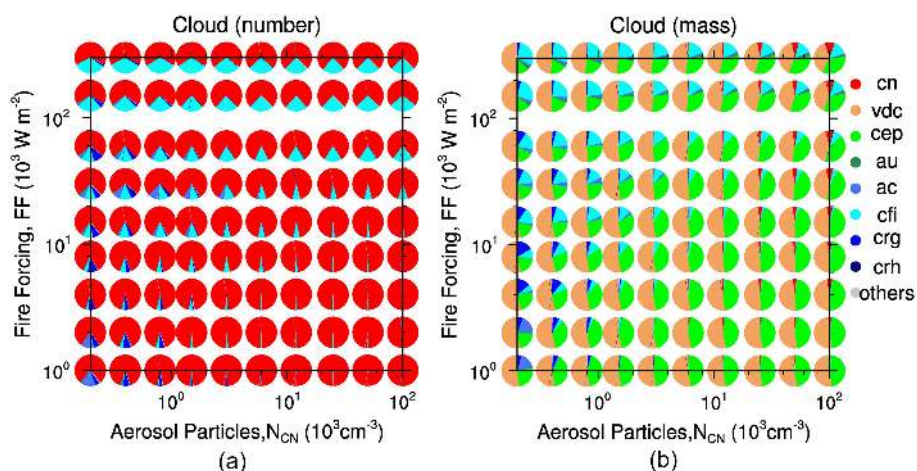 Cloud (number)
Fire Forcing, FF (10³ W m⁻²)
10²
10¹
10⁰
10⁰ 10¹ 10²
Aerosol Particles,N_CN (10³cm⁻³)
(a)
Cloud (mass)
Fire Forcing, FF (10³ W m⁻²)
10²
10¹
10⁰
10⁰ 10¹ 10²
Aerosol Particles,N_CN (10³cm⁻³)
(b)
cn
vdc
cep
au
ac
cfi
crg
crh
others